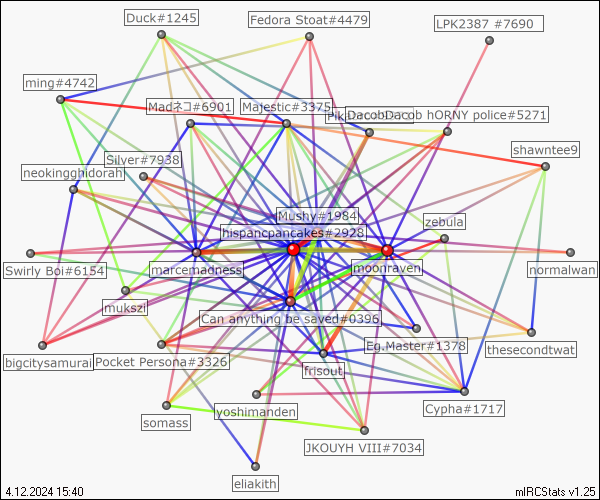 Duck#1245
Fedora Stoat#4479
LPK2387 #7690
ming#4742
Madネコ#6901
Majestic#3375
DacobDacob hORNY police#5271
shawntee9
Silver#7938
neokingghidorah
Mushy#1984
zebula
hispancpancakes#2928
Swirly Boi#6154
marcemadness
moonraven
normalwan
mukszi
Can anything be saved#0396
bigcitysamurai
Pocket Persona#3326
Eg.Master#1378
thesecondtwat
frisout
somass
yoshimanden
Cypha#1717
JKOUYH VIII#7034
eliakith
4.12.2024 15:40
mIRCStats v1.25